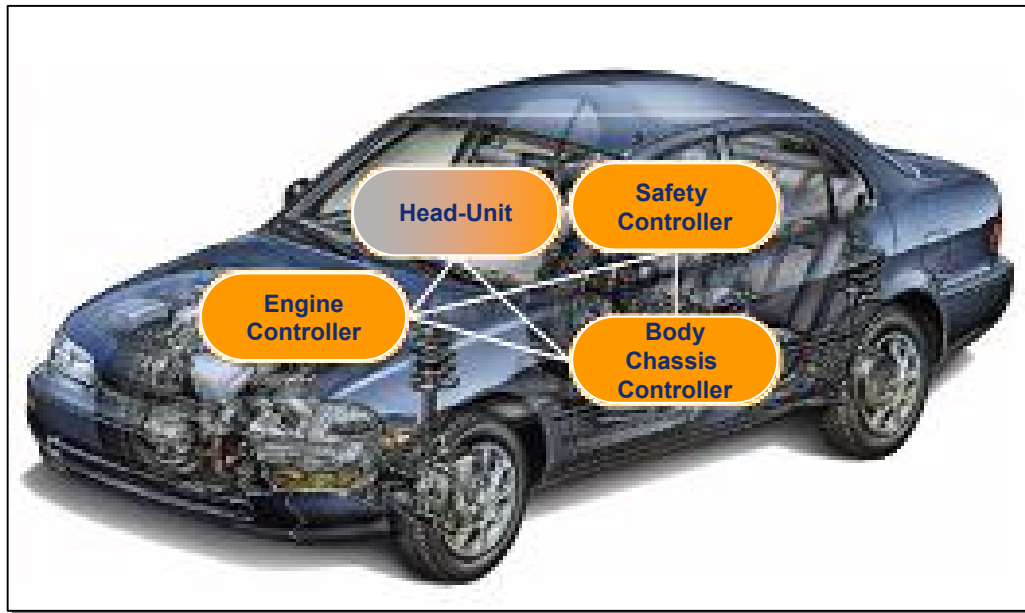 Head-Unit
Safety
Controller
Engine
Controller
Body
Chassis
Controller